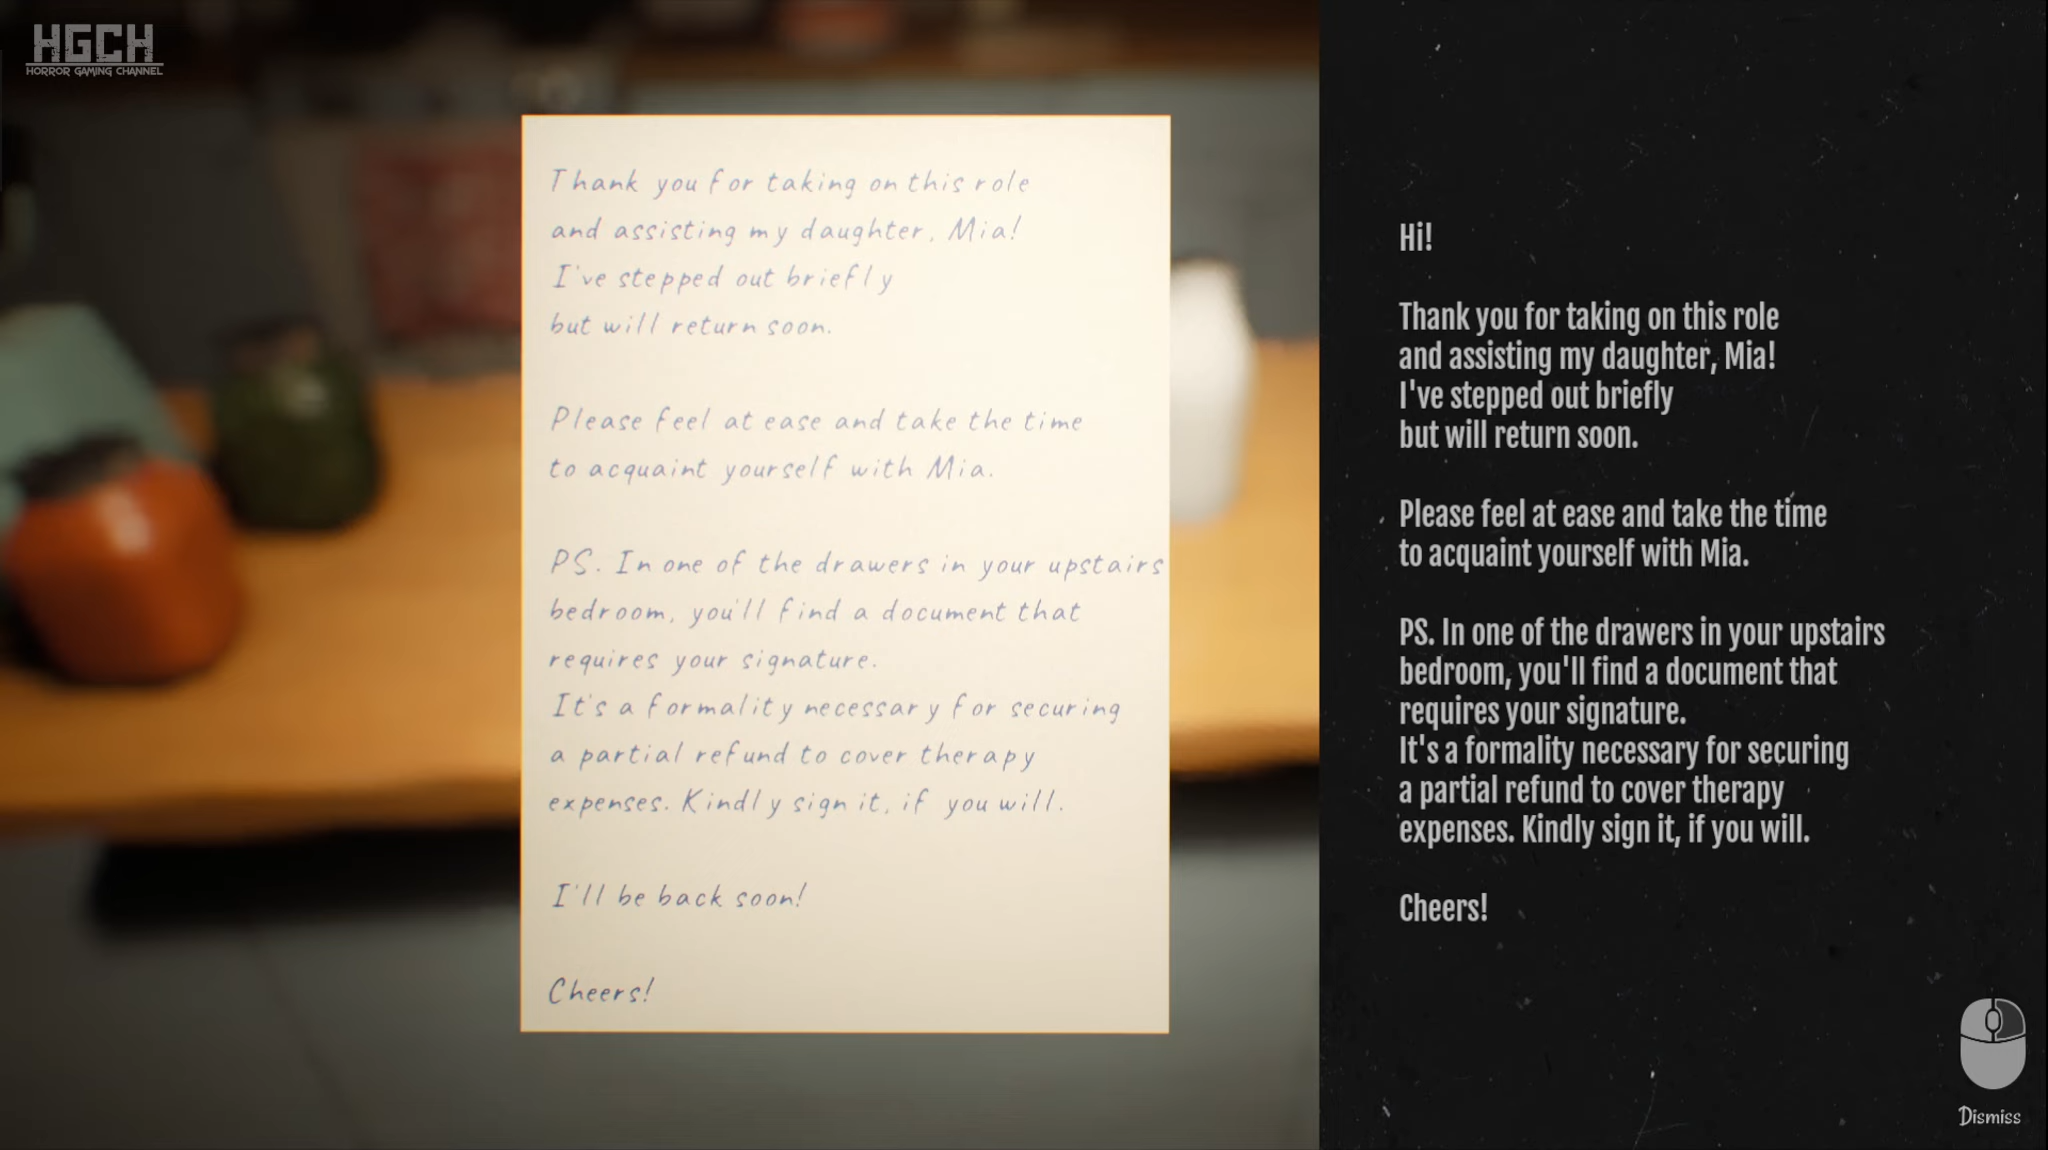 HGCH
HORROR GAMING CHANNEL
Thank you for taking on this role
and assisting my daughter, Mia!
I've stepped out briefly
but will return soon.
Please feel at ease and take the time
to acquaint yourself with Mia.
PS. In one of the drawers in your upstairs
bedroom, you'll find a document that
requires your signature.
It's a formality necessary for securing
a partial refund to cover therapy
expenses. Kindly sign it, if you will.
I'll be back soon!
Cheers!
Hi!
Thank you for taking on this role
and assisting my daughter, Mia!
I've stepped out briefly
but will return soon.
Please feel at ease and take the time
to acquaint yourself with Mia.
PS. In one of the drawers in your upstairs
bedroom, you'll find a document that
requires your signature.
It's a formality necessary for securing
a partial refund to cover therapy
expenses. Kindly sign it, if you will.
Cheers!
Dismiss